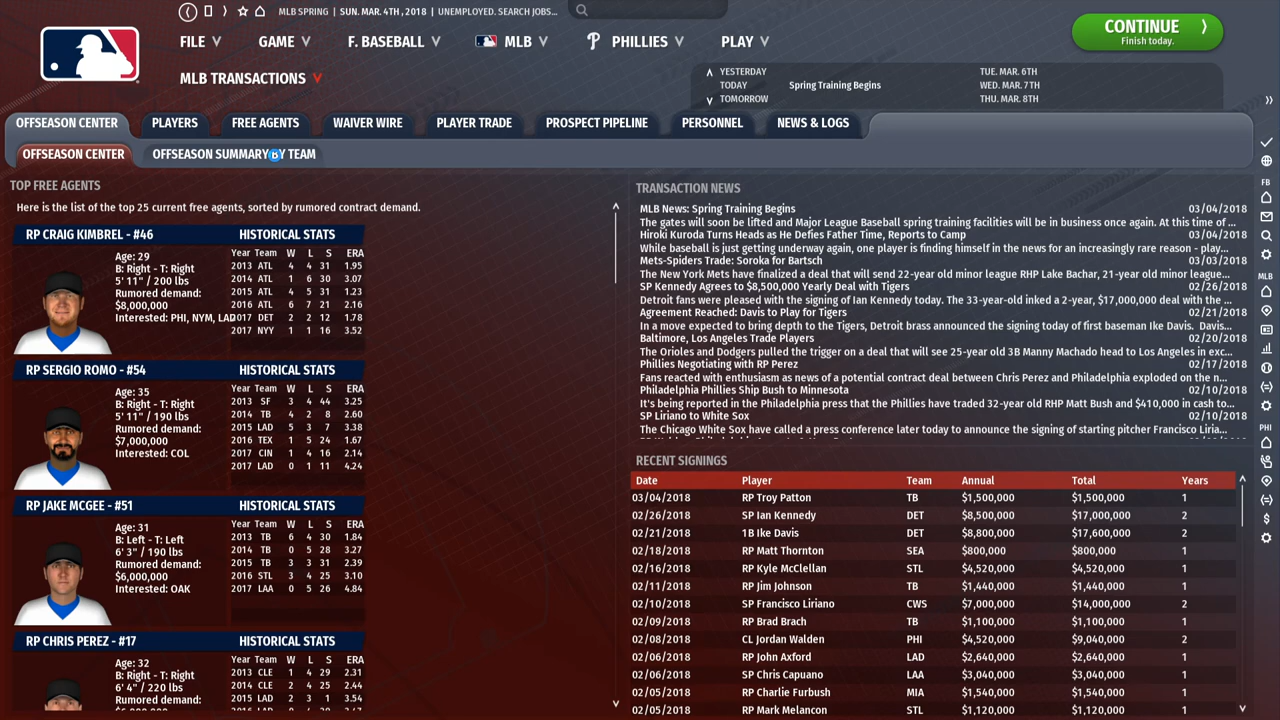 MLB SPRING | SUN. MAR. 4TH , 2018 | UNEMPLOYED. SEARCH JOBS...
FILE GAME F. BASEBALL MLB PHILLIES PLAY
CONTINUE
Finish today.
MLB TRANSACTIONS
YESTERDAY TUE. MAR. 6TH
TODAY Spring Training Begins WED. MAR. 7TH
TOMORROW THU. MAR. 8TH
OFFSEASON CENTER PLAYERS FREE AGENTS WAIVER WIRE PLAYER TRADE PROSPECT PIPELINE PERSONNEL NEWS & LOGS
OFFSEASON CENTER OFFSEASON SUMMARY BY TEAM
TOP FREE AGENTS
Here is the list of the top 25 current free agents, sorted by rumored contract demand.
RP CRAIG KIMBREL - #46 HISTORICAL STATS
Age: 29
B: Right - T: Right
5' 11" / 200 lbs
Rumored demand:
$8,000,000
Interested: PHI, NYM, LAD
Year Team W L S ERA
2013 ATL 4 4 31 1.95
2014 ATL 1 6 30 3.07
2015 ATL 4 5 31 1.23
2016 ATL 6 7 21 2.16
2017 DET 2 2 12 1.78
2017 NYY 1 1 16 3.52
RP SERGIO ROMO - #54 HISTORICAL STATS
Age: 35
B: Right - T: Right
5' 11" / 190 lbs
Rumored demand:
$7,000,000
Interested: COL
Year Team W L S ERA
2013 SF 3 4 44 3.25
2014 TB 4 2 8 2.60
2015 LAD 5 3 7 3.38
2016 TEX 1 5 24 1.67
2017 CIN 1 4 16 2.14
2017 LAD 0 1 11 4.24
RP JAKE MCGEE - #51 HISTORICAL STATS
Age: 31
B: Left - T: Left
6' 3" / 190 lbs
Rumored demand:
$6,000,000
Interested: OAK
Year Team W L S ERA
2013 TB 6 4 30 1.84
2014 TB 0 5 28 3.27
2015 TB 3 3 31 2.39
2016 STL 3 4 25 3.10
2017 LAA 0 5 26 4.84
RP CHRIS PEREZ - #17 HISTORICAL STATS
Age: 32
B: Right - T: Right
6' 4" / 220 lbs
Rumored demand:
Year Team W L S ERA
2013 CLE 1 4 29 2.31
2014 CLE 2 4 25 2.44
2015 LAD 2 3 1 3.54
TRANSACTION NEWS
MLB News: Spring Training Begins 03/04/2018
The gates will soon be lifted and Major League Baseball spring training facilities will be in business once again. At this time of ...
Hiroki Kuroda Turns Heads as He Defies Father Time, Reports to Camp 03/04/2018
While baseball is just getting underway again, one player is finding himself in the news for an increasingly rare reason - play...
Mets-Spiders Trade: Soroka for Bartsch 03/03/2018
The New York Mets have finalized a deal that will send 22-year old minor league RHP Lake Bachar, 21-year old minor league...
SP Kennedy Agrees to $8,500,000 Yearly Deal with Tigers 02/26/2018
Detroit fans were pleased with the signing of Ian Kennedy today. The 33-year-old inked a 2-year, $17,000,000 deal with the ...
Agreement Reached: Davis to Play for Tigers 02/21/2018
In a move expected to bring depth to the Tigers, Detroit brass announced the signing today of first baseman Ike Davis. Davis...
Baltimore, Los Angeles Trade Players 02/20/2018
The Orioles and Dodgers pulled the trigger on a deal that will see 25-year old 3B Manny Machado head to Los Angeles in exc...
Phillies Negotiating with RP Perez 02/17/2018
Fans reacted with enthusiasm as news of a potential contract deal between Chris Perez and Philadelphia exploded on the n...
Philadelphia Phillies Ship Bush to Minnesota 02/10/2018
It's being reported in the Philadelphia press that the Phillies have traded 32-year old RHP Matt Bush and $410,000 in cash to...
SP Liriano to White Sox 02/10/2018
The Chicago White Sox have called a press conference later today to announce the signing of starting pitcher Francisco Liria...
RECENT SIGNINGS
Date Player Team Annual Total Years
03/04/2018 RP Troy Patton TB $1,500,000 $1,500,000 1
02/26/2018 SP Ian Kennedy DET $8,500,000 $17,000,000 2
02/21/2018 1B Ike Davis DET $8,800,000 $17,600,000 2
02/18/2018 RP Matt Thornton SEA $800,000 $800,000 1
02/16/2018 RP Kyle McClellan STL $4,520,000 $4,520,000 1
02/11/2018 RP Jim Johnson TB $1,440,000 $1,440,000 1
02/10/2018 SP Francisco Liriano CWS $7,000,000 $14,000,000 2
02/09/2018 RP Brad Brach TB $1,100,000 $1,100,000 1
02/08/2018 CL Jordan Walden PHI $4,520,000 $9,040,000 2
02/06/2018 RP John Axford LAD $2,640,000 $2,640,000 1
02/06/2018 SP Chris Capuano LAA $3,040,000 $3,040,000 1
02/05/2018 RP Charlie Furbush MIA $1,540,000 $1,540,000 1
02/05/2018 RP Mark Melancon STL $1,120,000 $1,120,000 1
FB
MLB
PHI